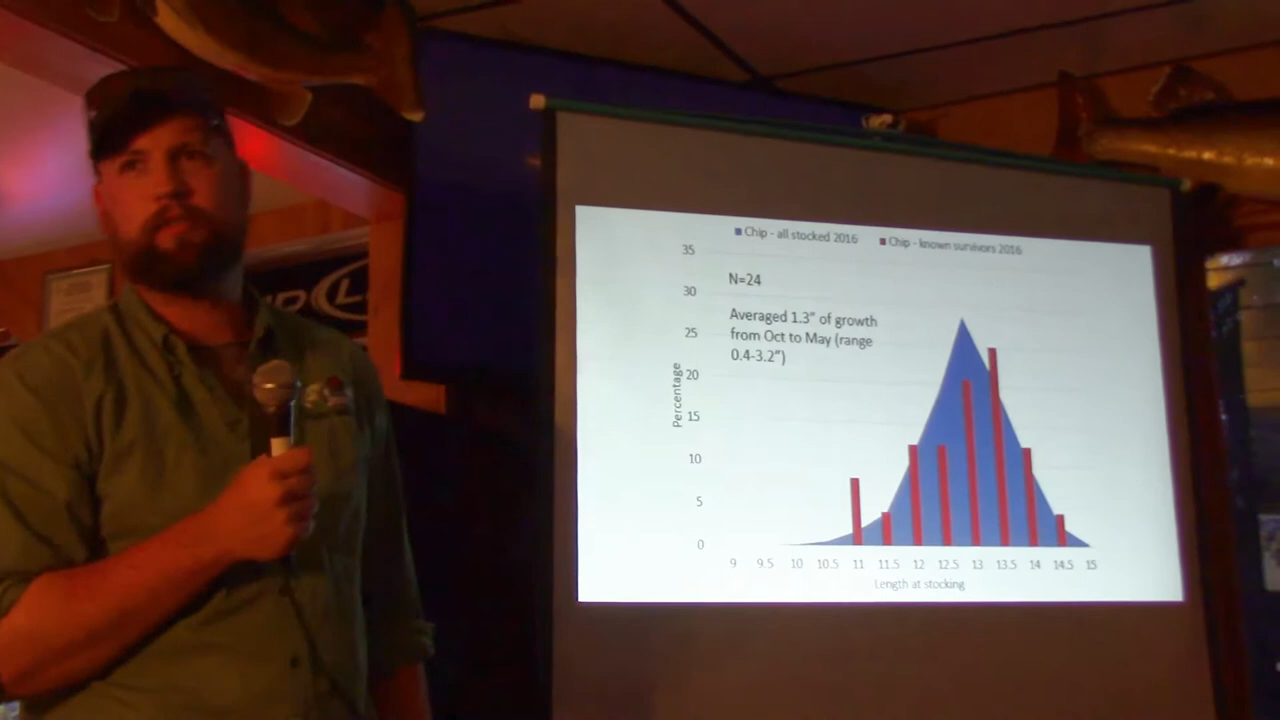 Chip - all stocked 2016 Chip - known survivors 2016
35
N=24
30
Averaged 1.3" of growth
from Oct to May (range
0.4-3.2")
25
20
Percentage
15
10
5
0
9 9.5 10 10.5 11 11.5 12 12.5 13 13.5 14 14.5 15
Length at stocking